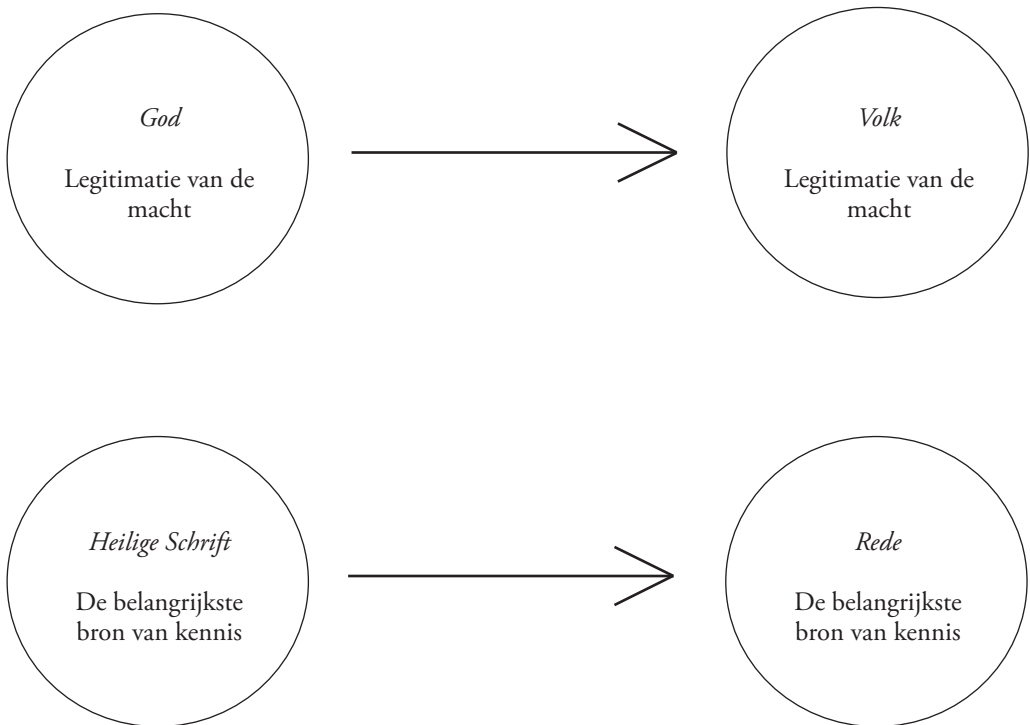 God
Legitimatie van de
macht
Volk
Legitimatie van de
macht
Heilige Schrift
De belangrijkste
bron van kennis
Rede
De belangrijkste
bron van kennis